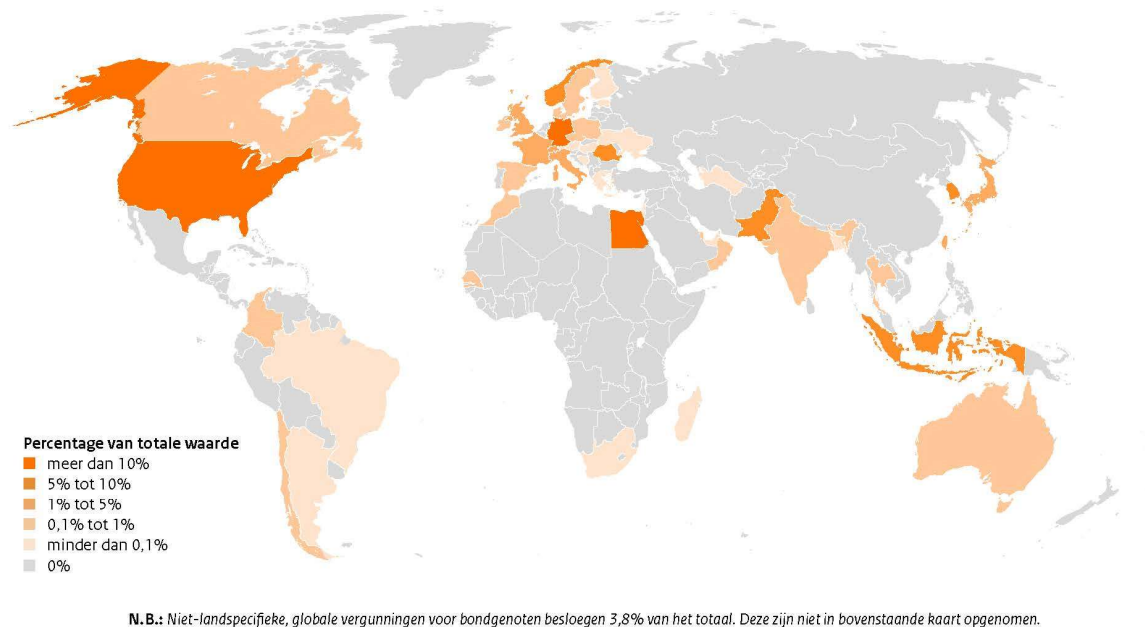 Percentage van totale waarde
meer dan 10%
5% tot 10%
1% tot 5%
0,1% tot 1%
minder dan 0,1%
0%
N.B.: Niet-landspecifieke, globale vergunningen voor bondgenoten besloegen 3,8% van het totaal. Deze zijn niet in bovenstaande kaart opgenomen.